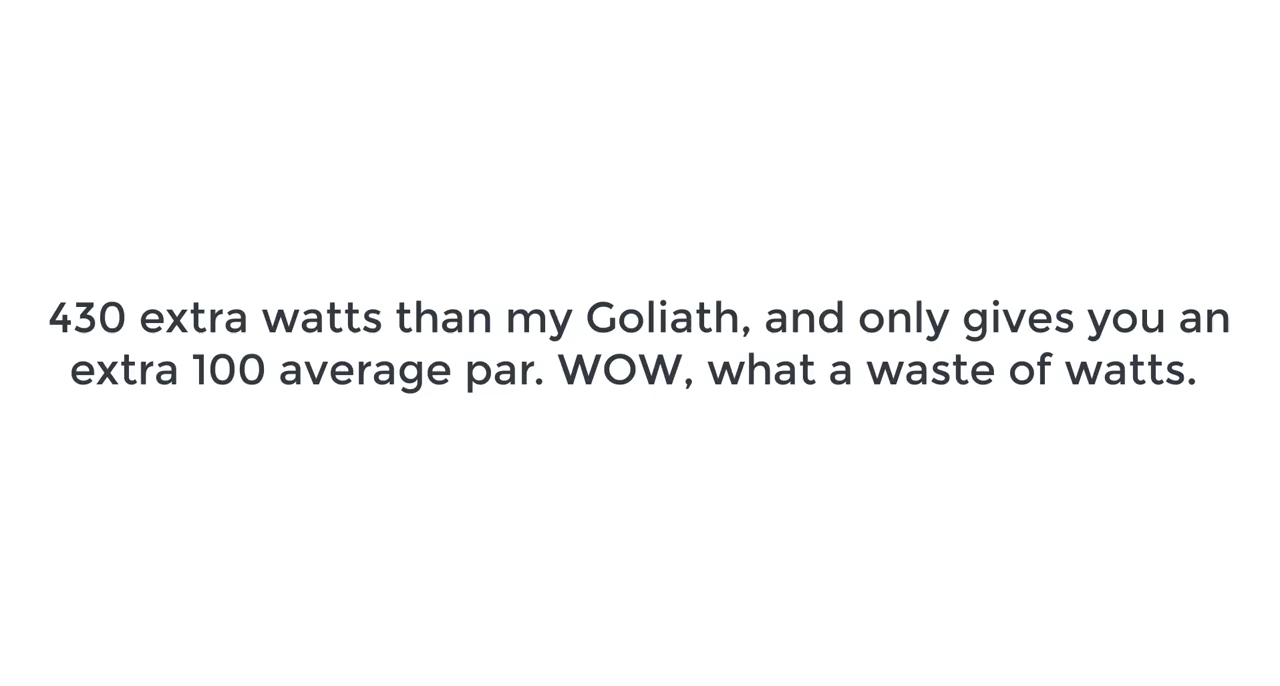 430 extra watts than my Goliath, and only gives you an
extra 100 average par. WOW, what a waste of watts.